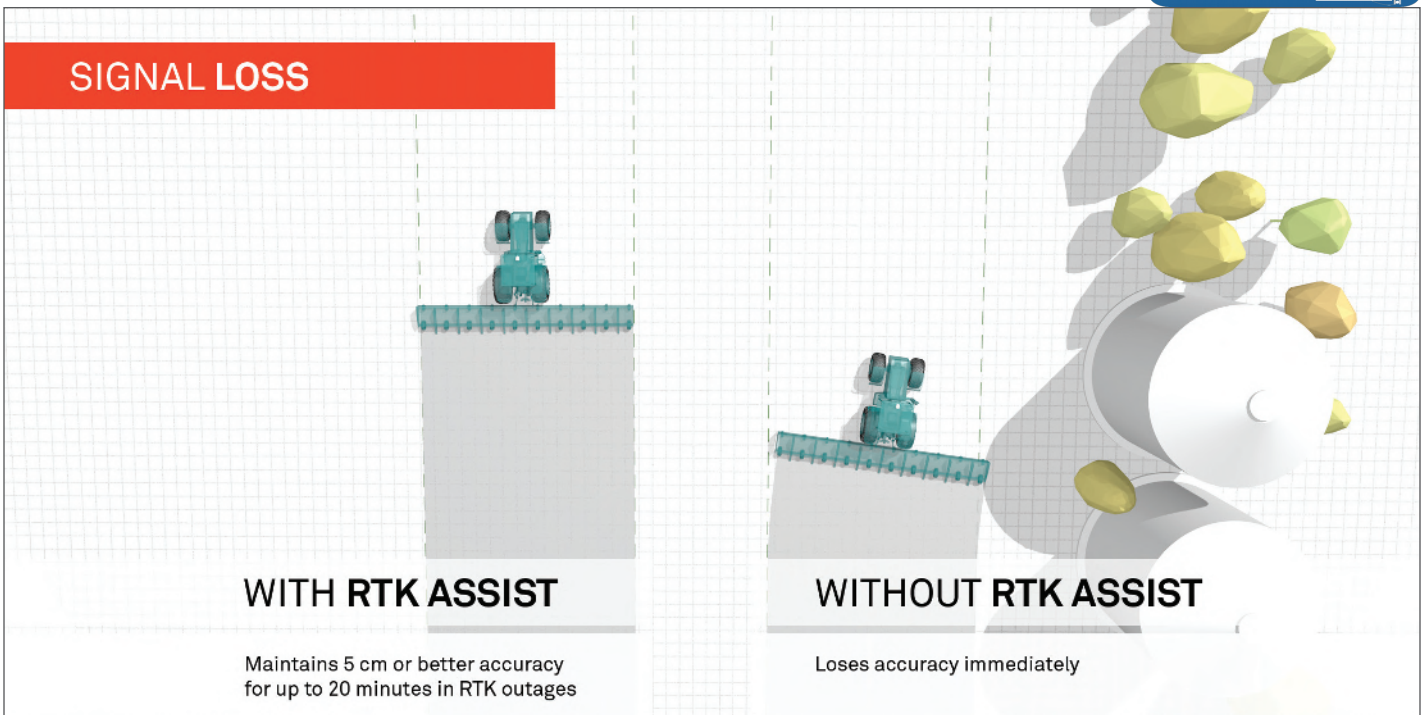 SIGNAL LOSS
WITH RTK ASSIST
Maintains 5 cm or better accuracy
for up to 20 minutes in RTK outages
WITHOUT RTK ASSIST
Loses accuracy immediately